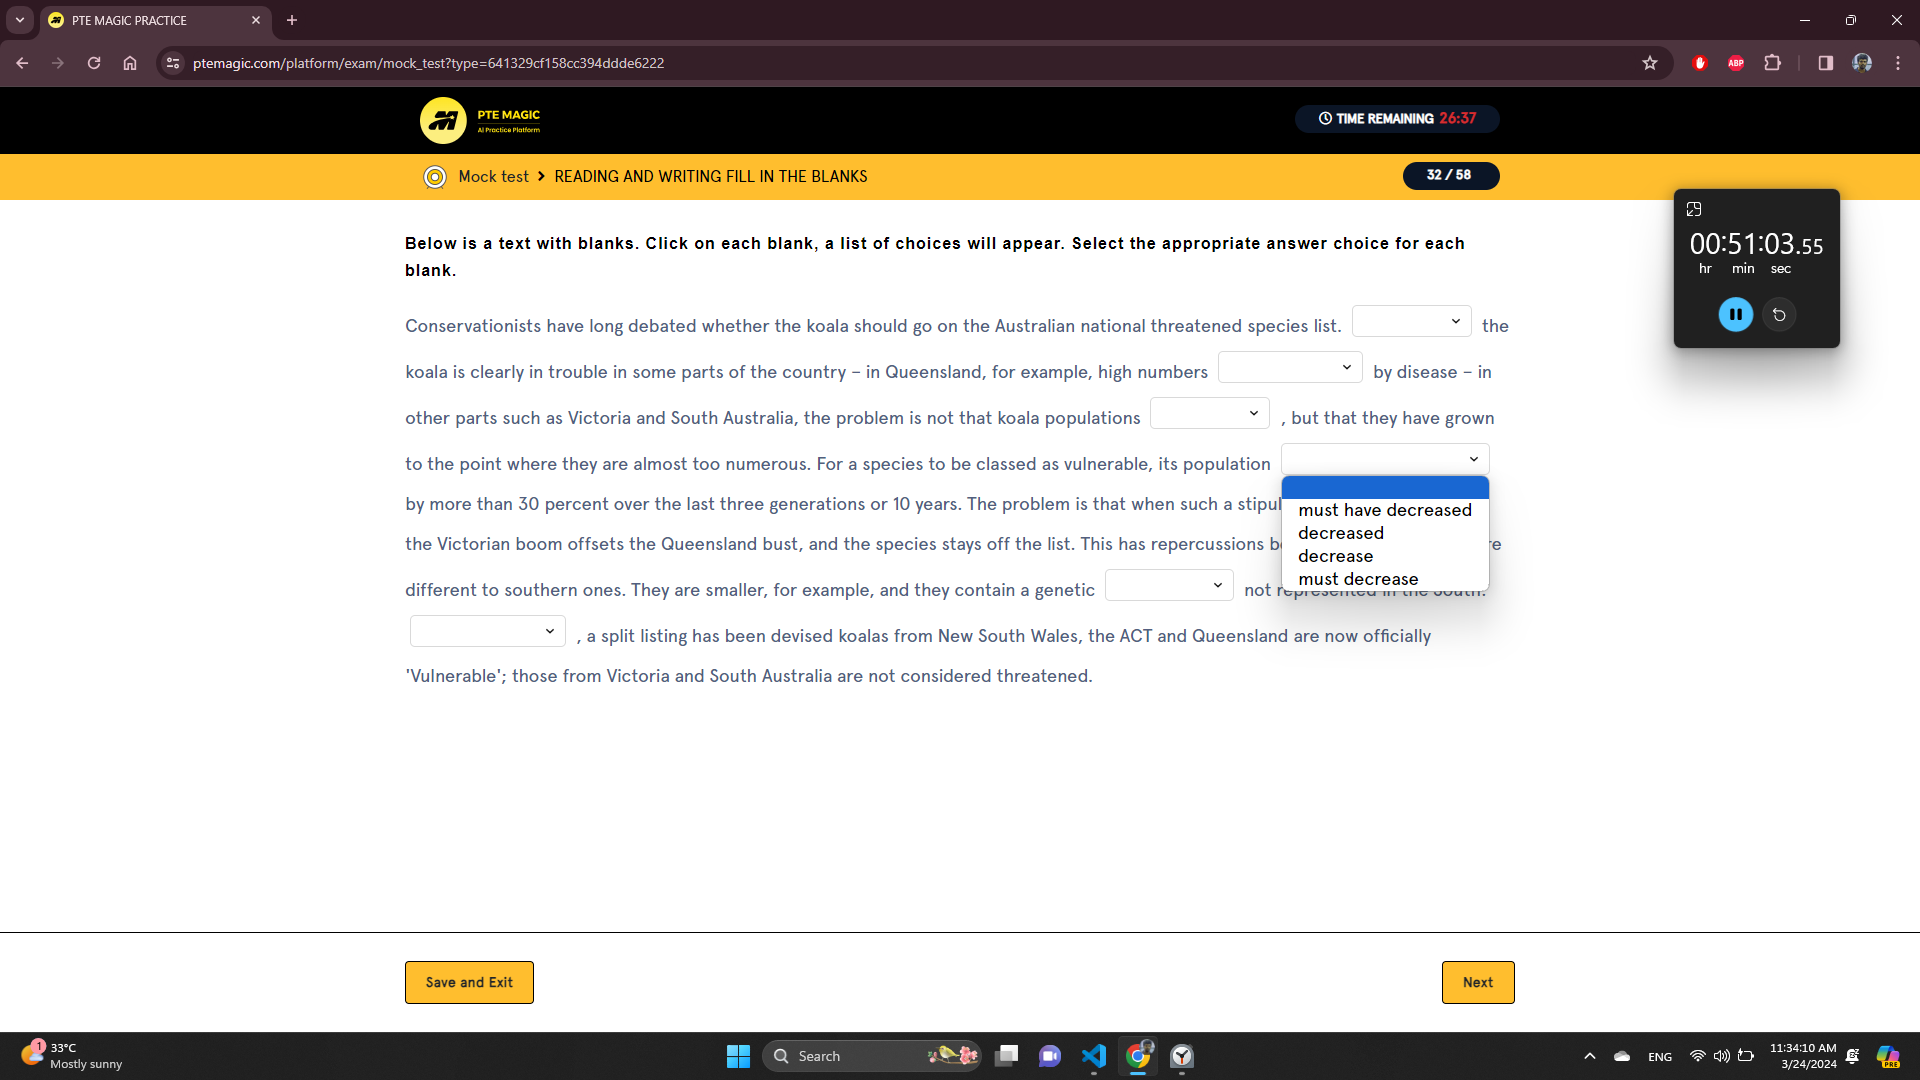 PTE MAGIC PRACTICE
ptemagic.com/platform/exam/mock_test?type=641329cf158cc394ddde6222
ABP
PTE MAGIC
AI Practice Platform
TIME REMAINING 26:37
Mock test > READING AND WRITING FILL IN THE BLANKS
32 / 58
00:51:03.55
hr min sec
Below is a text with blanks. Click on each blank, a list of choices will appear. Select the appropriate answer choice for each
blank.
Conservationists have long debated whether the koala should go on the Australian national threatened species list. the
koala is clearly in trouble in some parts of the country – in Queensland, for example, high numbers by disease – in
other parts such as Victoria and South Australia, the problem is not that koala populations , but that they have grown
to the point where they are almost too numerous. For a species to be classed as vulnerable, its population
by more than 30 percent over the last three generations or 10 years. The problem is that when such a stipul
the Victorian boom offsets the Queensland bust, and the species stays off the list. This has repercussions b re
different to southern ones. They are smaller, for example, and they contain a genetic not represented in the South.
, a split listing has been devised koalas from New South Wales, the ACT and Queensland are now officially
'Vulnerable'; those from Victoria and South Australia are not considered threatened.
must have decreased
decreased
decrease
must decrease
Save and Exit
Next
1
33°C
Mostly sunny
Search
ENG
11:34:10 AM
3/24/2024
PRE